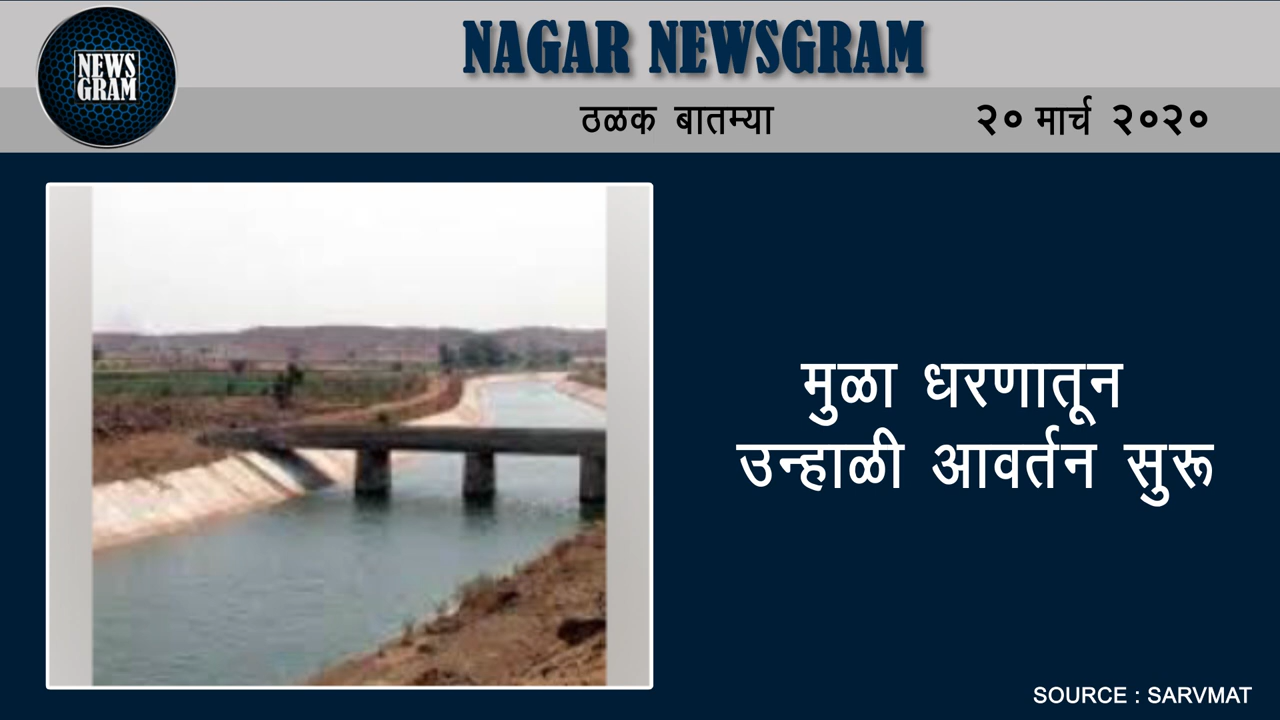 NEWS
GRAM
NAGAR NEWSGRAM
ठळक बातम्या
२० मार्च २०२०
मुळा धरणातून
उन्हाळी आवर्तन सुरू
SOURCE : SARVMAT